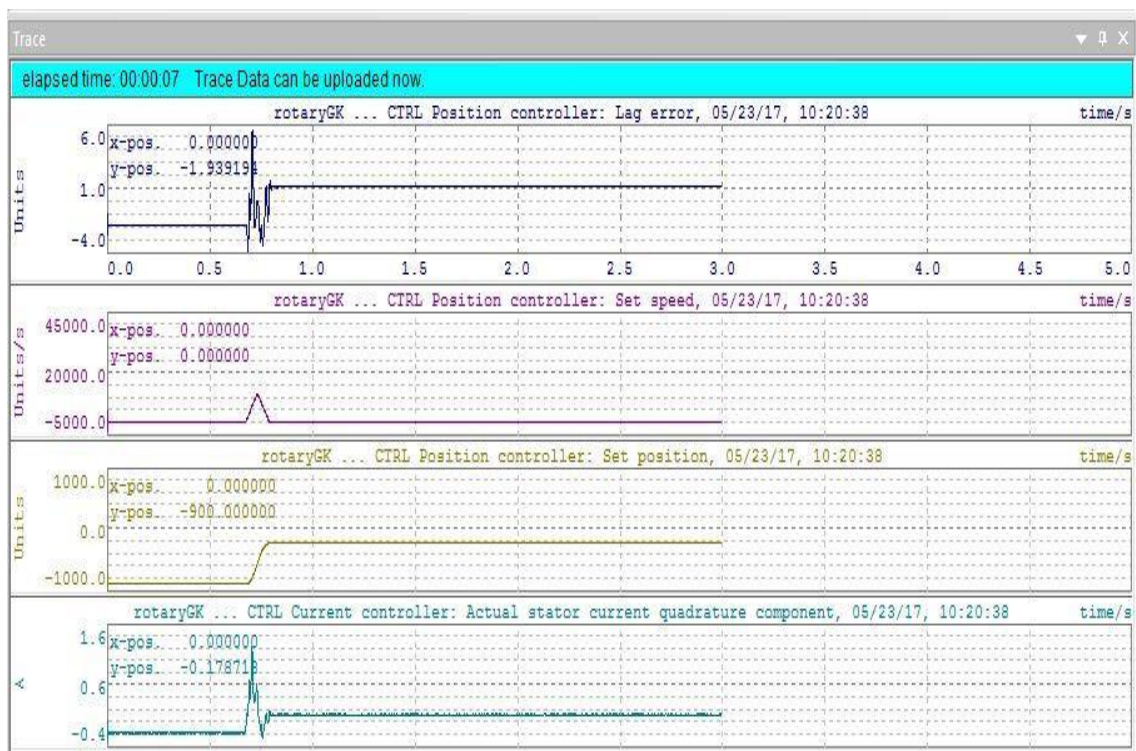 Trace
elapsed time: 00:00:07 Trace Data can be uploaded now.
rotaryGK ... CTRL Position controller: Lag error, 05/23/17, 10:20:38 time/s
6.0 x-pos. 0.000000
y-pos. -1.939194
1.0
-4.0
Units
0.0 0.5 1.0 1.5 2.0 2.5 3.0 3.5 4.0 4.5 5.0
rotaryGK ... CTRL Position controller: Set speed, 05/23/17, 10:20:38 time/s
45000.0 x-pos. 0.000000
y-pos. 0.000000
20000.0
-5000.0
Units/s
rotaryGK ... CTRL Position controller: Set position, 05/23/17, 10:20:38 time/s
1000.0 x-pos. 0.000000
y-pos. -900.000000
0.0
-1000.0
Units
rotaryGK ... CTRL Current controller: Actual stator current quadrature component, 05/23/17, 10:20:38 time/s
1.6 x-pos. 0.000000
y-pos. -0.178718
0.6
-0.4
A